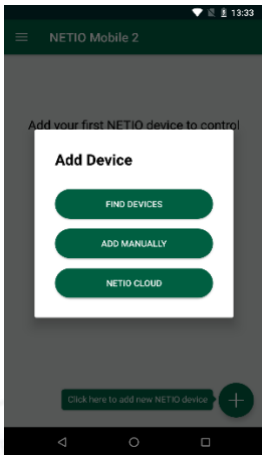 13:33
NETIO Mobile 2
Add your first NETIO device to control
Add Device
FIND DEVICES
ADD MANUALLY
NETIO CLOUD
Click here to add new NETIO device